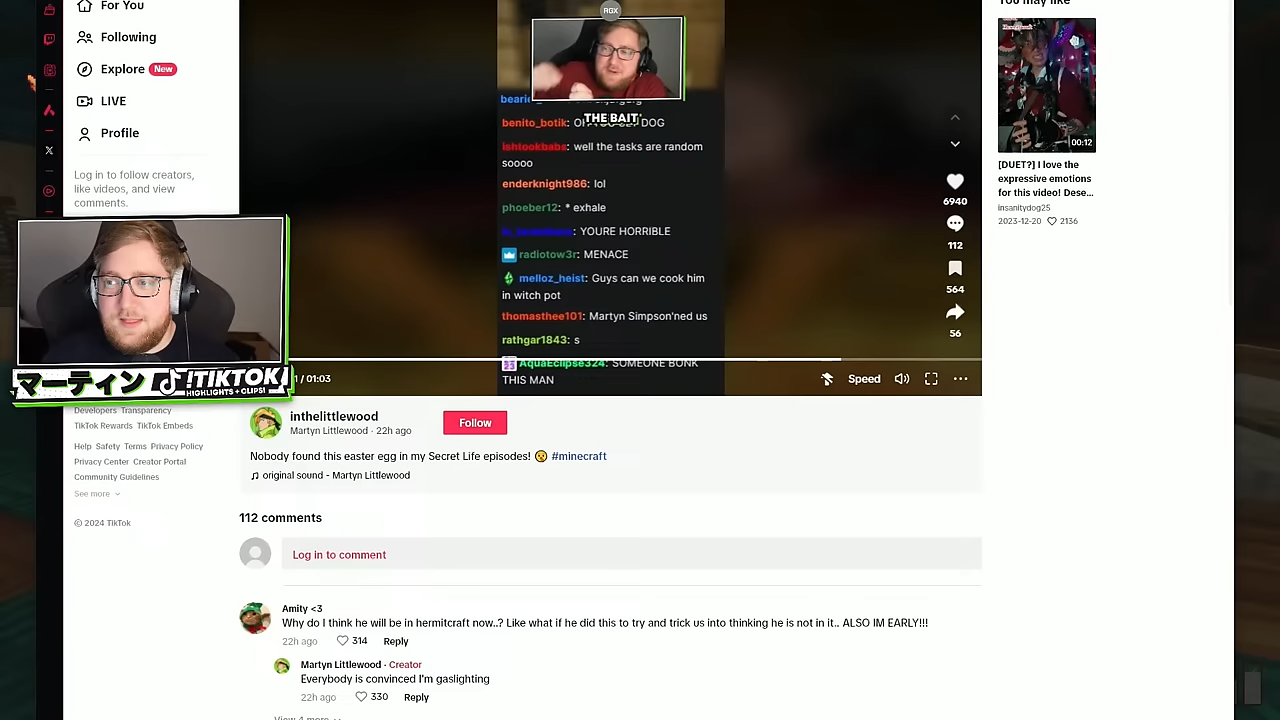 For You
Following
Explore New
LIVE
Profile
Log in to follow creators,
like videos, and view
comments.
マーティン !TIKTOK
HIGHLIGHTS + CLIPS!
Developers Transparency
TikTok Rewards TikTok Embeds
Help Safety Terms Privacy Policy
Privacy Center Creator Portal
Community Guidelines
See more
© 2024 TikTok
RGX
THE BAIT
benito_botik:
DOG
ishtookbabs: well the tasks are random
soooo
enderknight986: lol
phoeber12: * exhale
: YOURE HORRIBLE
radiotow3r: MENACE
melloz_heist: Guys can we cook him
in witch pot
thomasthee101: Martyn Simpson'ned us
rathgar1843: s
AquaEclipse324: SOMEONE BONK
THIS MAN
/ 01:03
Speed
6940
112
564
56
inthelittlewood
Martyn Littlewood · 22h ago
Follow
Nobody found this easter egg in my Secret Life episodes! 😧 #minecraft
♫ original sound - Martyn Littlewood
112 comments
Log in to comment
Amity <3
Why do I think he will be in hermitcraft now..? Like what if he did this to try and trick us into thinking he is not in it.. ALSO IM EARLY!!!
22h ago 314 Reply
Martyn Littlewood · Creator
Everybody is convinced I'm gaslighting
22h ago 330 Reply
View 4 more
You may like
00:12
[DUET?] I love the
expressive emotions
for this video! Dese...
insanitydog25
2023-12-20 2136